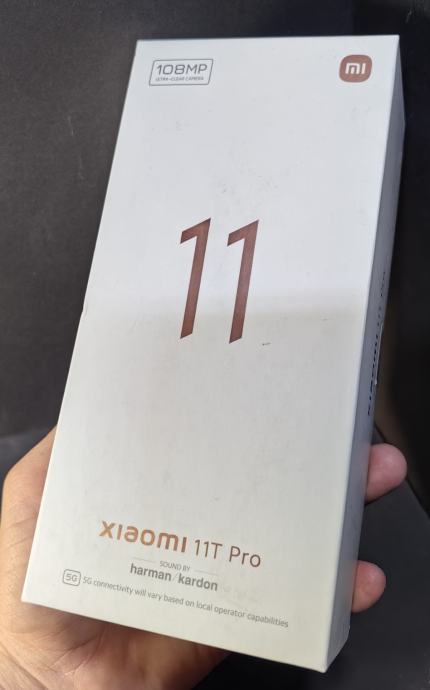 108MP
ULTRA-CLEAR CAMERA
mi
11
xiaomi 11T Pro
SOUND BY
harman/kardon
5G 5G connectivity will vary based on local operator capabilities